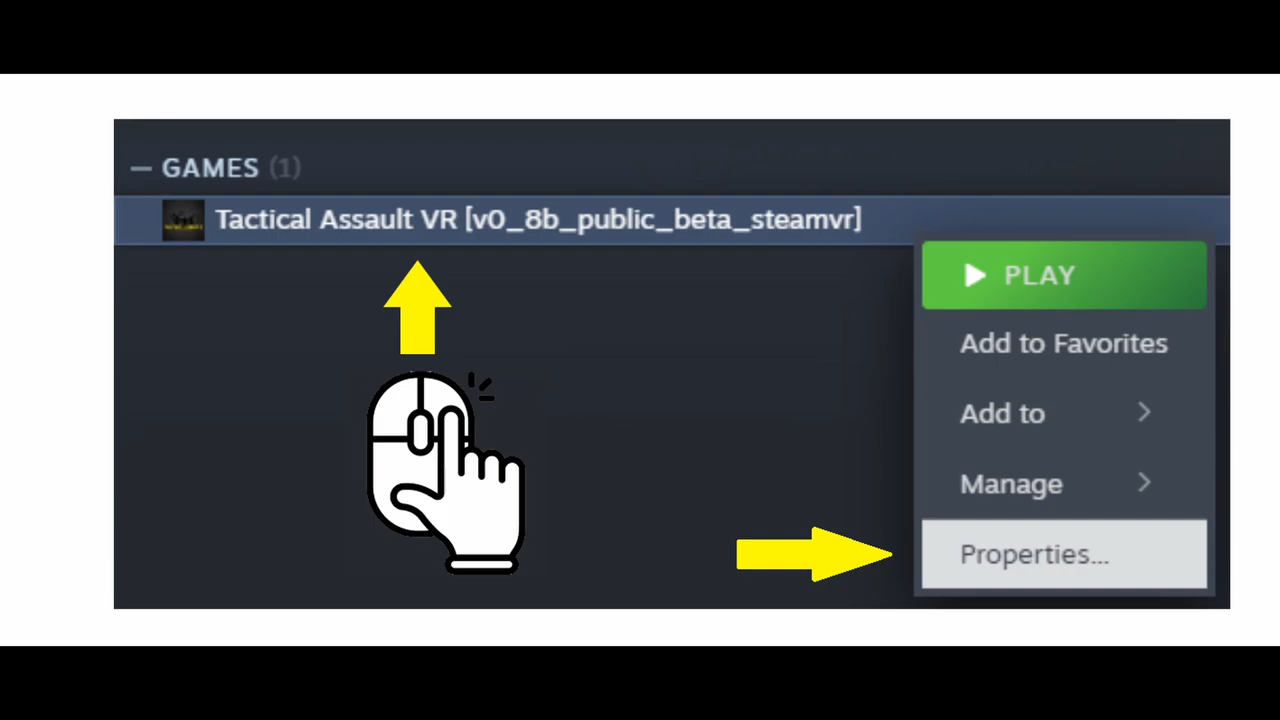 — GAMES (1)
Tactical Assault VR [v0_8b_public_beta_steamvr]
PLAY
Add to Favorites
Add to
Manage
Properties...